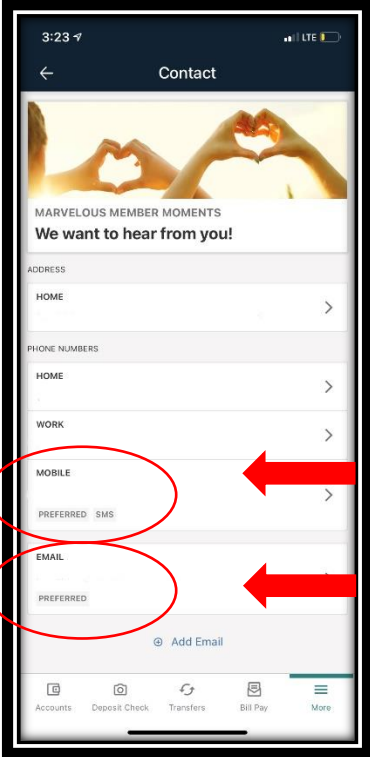 3:23
LTE
Contact
MARVELOUS MEMBER MOMENTS
We want to hear from you!
ADDRESS
HOME
PHONE NUMBERS
HOME
WORK
MOBILE
PREFERRED SMS
EMAIL
PREFERRED
Add Email
Accounts Deposit Check Transfers Bill Pay More